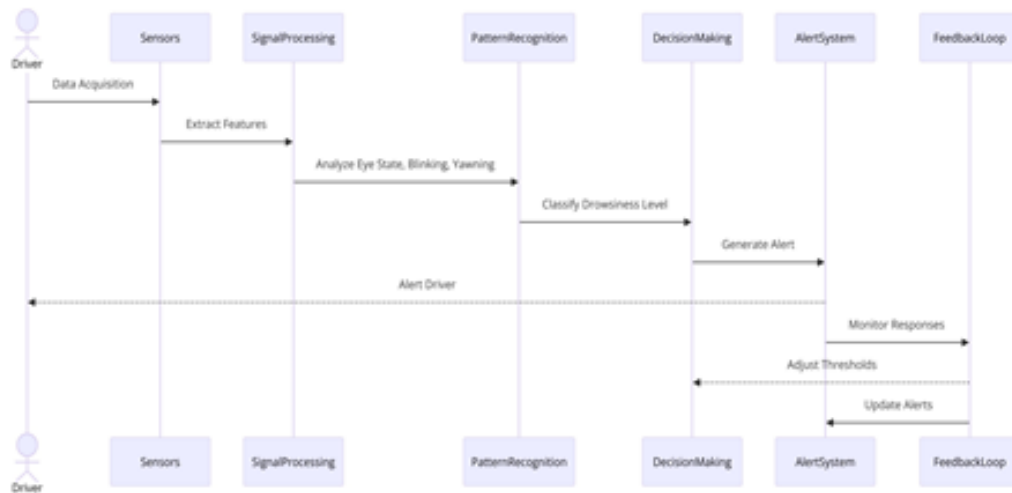 Driver
Sensors
SignalProcessing
PatternRecognition
DecisionMaking
AlertSystem
FeedbackLoop
Data Acquisition
Extract Features
Analyze Eye State, Blinking, Yawning
Classify Drowsiness Level
Generate Alert
Alert Driver
Monitor Responses
Adjust Thresholds
Update Alerts
Driver
Sensors
SignalProcessing
PatternRecognition
DecisionMaking
AlertSystem
FeedbackLoop